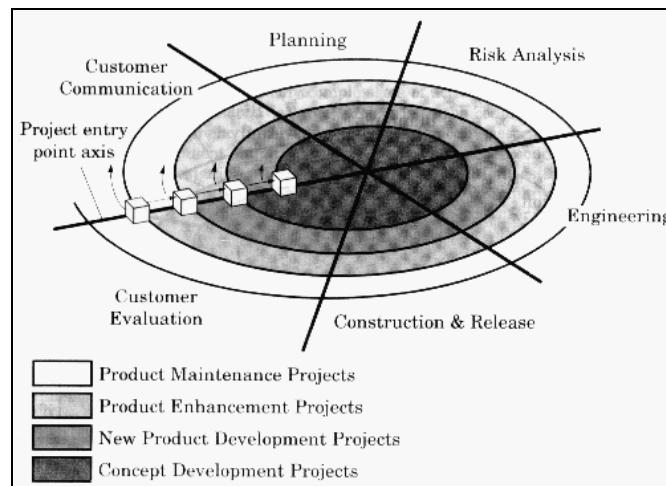 Planning
Risk Analysis
Customer
Communication
Project entry
point axis
Engineering
Customer
Evaluation
Construction & Release
Product Maintenance Projects
Product Enhancement Projects
New Product Development Projects
Concept Development Projects